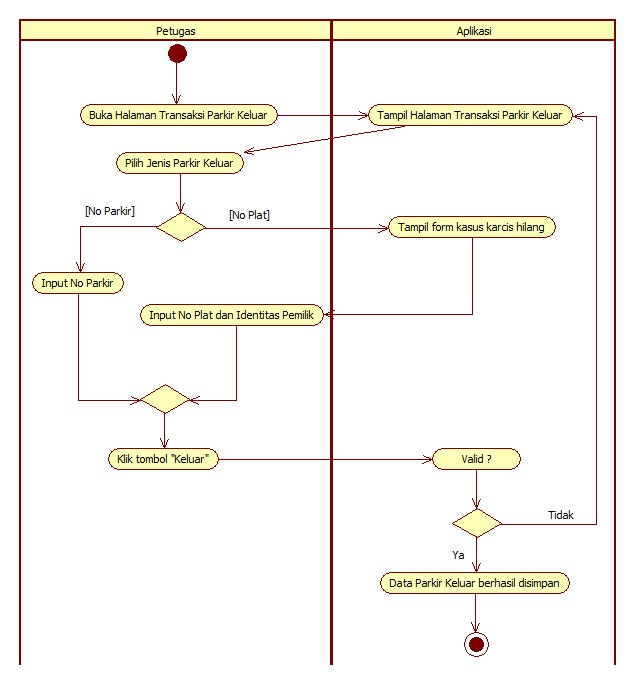 Petugas
Aplikasi
Buka Halaman Transaksi Parkir Keluar
Tampil Halaman Transaksi Parkir Keluar
Pilih Jenis Parkir Keluar
[No Parkir]
[No Plat]
Tampil form kasus karcis hilang
Input No Parkir
Input No Plat dan Identitas Pemilik
Klik tombol "Keluar"
Valid ?
Tidak
Ya
Data Parkir Keluar berhasil disimpan